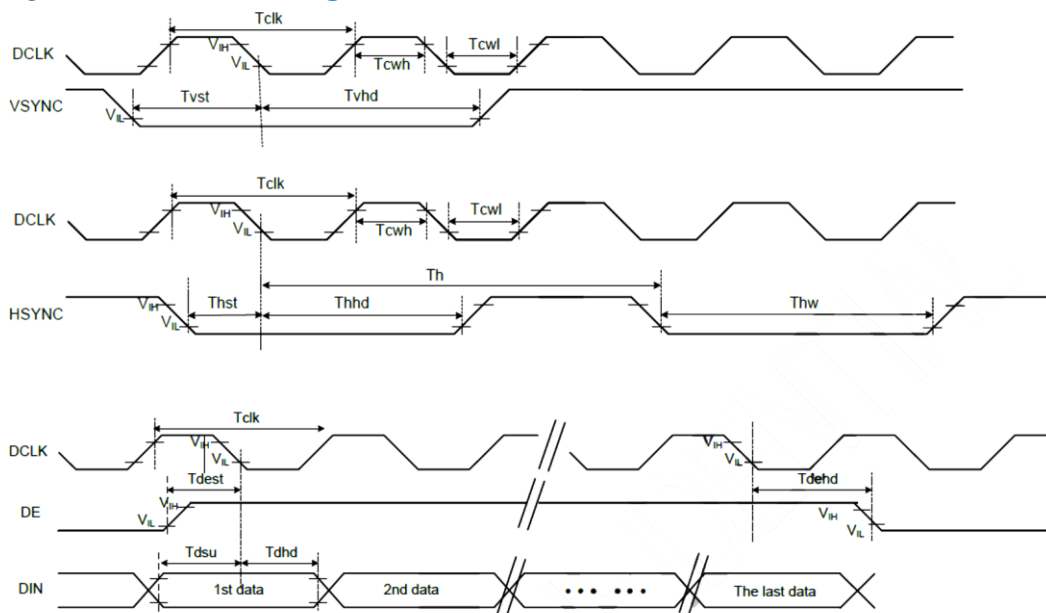 Tclk
DCLK
VIH
VIL
Tcwh
Tcwl
Tvst
Tvhd
VSYNC
VIL
Tclk
DCLK
VIH
VIL
Tcwh
Tcwl
Th
HSYNC
VIH
VIL
Thst
Thhd
Thw
Tclk
DCLK
VIH
VIL
VIH
VIL
Tdest
Tdehd
DE
VIH
VIL
VIH
VIL
Tdsu
Tdhd
DIN
1st data
2nd data
••• •••
The last data